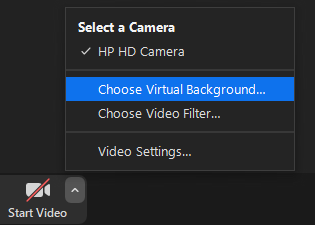 Select a Camera
HP HD Camera
Choose Virtual Background...
Choose Video Filter...
Video Settings...
Start Video